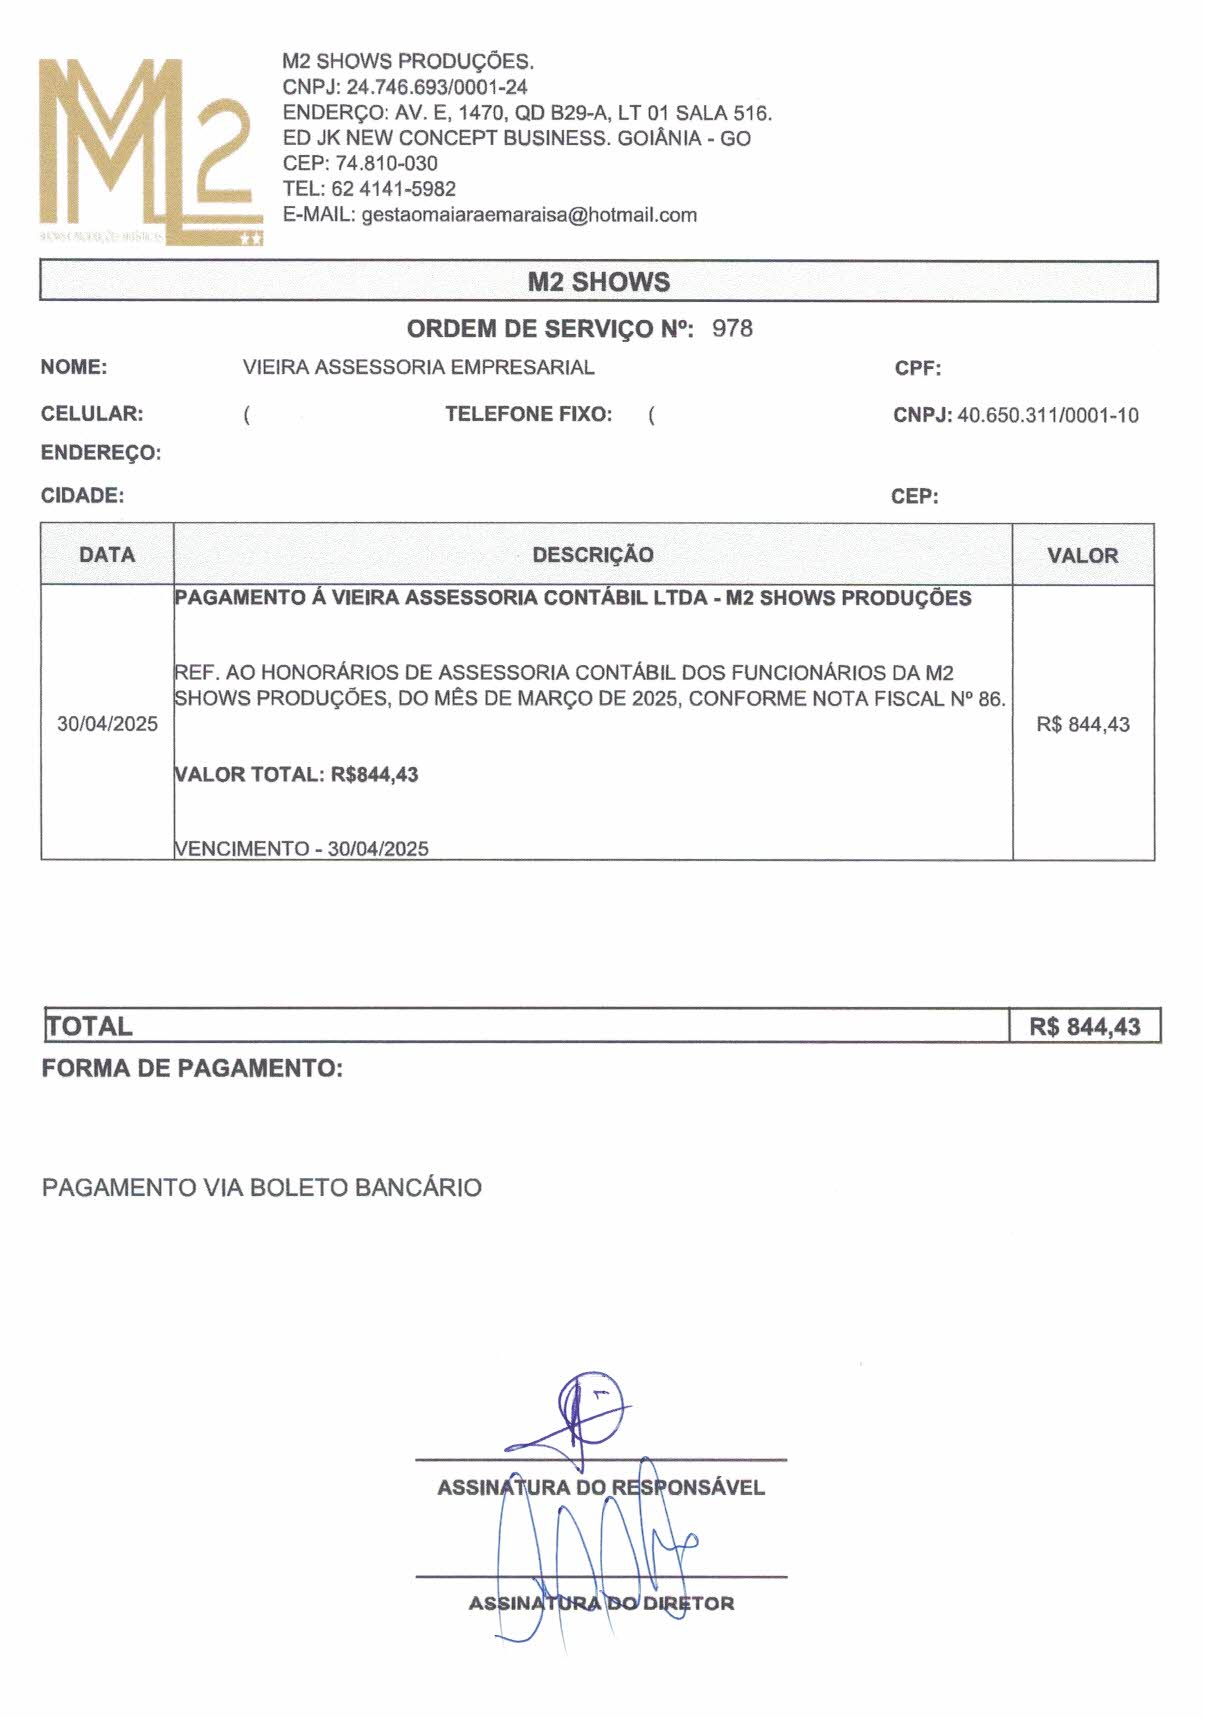 M2 SHOWS PRODUÇÕES.
CNPJ: 24.746.693/0001-24
ENDERÇO: AV. E, 1470, QD B29-A, LT 01 SALA 516.
ED JK NEW CONCEPT BUSINESS. GOIÂNIA - GO
CEP: 74.810-030
TEL: 62 4141-5982
E-MAIL: gestaomaiaraemaraisa@hotmail.com
M2
M2 SHOWS
ORDEM DE SERVIÇO Nº: 978
NOME: VIEIRA ASSESSORIA EMPRESARIAL CPF:
CELULAR: ( TELEFONE FIXO: ( CNPJ: 40.650.311/0001-10
ENDEREÇO:
CIDADE: CEP:
DATA DESCRIÇÃO VALOR
PAGAMENTO Á VIEIRA ASSESSORIA CONTÁBIL LTDA - M2 SHOWS PRODUÇÕES
REF. AO HONORÁRIOS DE ASSESSORIA CONTÁBIL DOS FUNCIONÁRIOS DA M2
SHOWS PRODUÇÕES, DO MÊS DE MARÇO DE 2025, CONFORME NOTA FISCAL Nº 86.
30/04/2025 R$ 844,43
VALOR TOTAL: R$844,43
VENCIMENTO - 30/04/2025
TOTAL R$ 844,43
FORMA DE PAGAMENTO:
PAGAMENTO VIA BOLETO BANCÁRIO
ASSINATURA DO RESPONSÁVEL
ASSINATURA DO DIRETOR